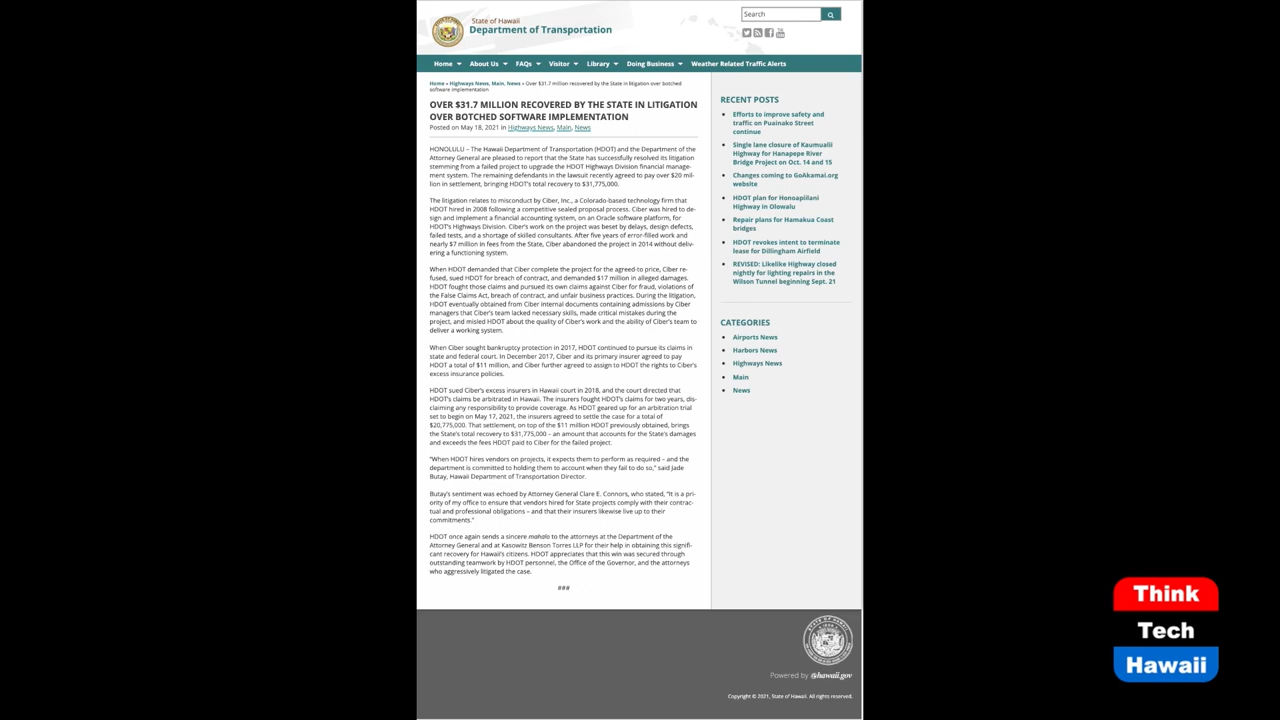 State of Hawaii
Department of Transportation
Search
Home
About Us
FAQs
Visitor
Library
Doing Business
Weather Related Traffic Alerts
Home » Highways News, Main, News » Over $31.7 million recovered by the State in litigation over botched
software implementation
OVER $31.7 MILLION RECOVERED BY THE STATE IN LITIGATION
OVER BOTCHED SOFTWARE IMPLEMENTATION
Posted on May 18, 2021 in Highways News, Main, News
HONOLULU – The Hawaii Department of Transportation (HDOT) and the Department of the
Attorney General are pleased to report that the State has successfully resolved its litigation
stemming from a failed project to upgrade the HDOT Highways Division financial manage-
ment system. The remaining defendants in the lawsuit recently agreed to pay over $20 mil-
lion in settlement, bringing HDOT's total recovery to $31,775,000.
The litigation relates to misconduct by Ciber, Inc., a Colorado-based technology firm that
HDOT hired in 2008 following a competitive sealed proposal process. Ciber was hired to de-
sign and implement a financial accounting system, on an Oracle software platform, for
HDOT's Highways Division. Ciber's work on the project was beset by delays, design defects,
failed tests, and a shortage of skilled consultants. After five years of error-filled work and
nearly $7 million in fees from the State, Ciber abandoned the project in 2014 without deliv-
ering a functioning system.
When HDOT demanded that Ciber complete the project for the agreed-to price, Ciber re-
fused, sued HDOT for breach of contract, and demanded $17 million in alleged damages.
HDOT fought those claims and pursued its own claims against Ciber for fraud, violations of
the False Claims Act, breach of contract, and unfair business practices. During the litigation,
HDOT eventually obtained from Ciber internal documents containing admissions by Ciber
managers that Ciber's team lacked necessary skills, made critical mistakes during the
project, and misled HDOT about the quality of Ciber's work and the ability of Ciber's team to
deliver a working system.
When Ciber sought bankruptcy protection in 2017, HDOT continued to pursue its claims in
state and federal court. In December 2017, Ciber and its primary insurer agreed to pay
HDOT a total of $11 million, and Ciber further agreed to assign to HDOT the rights to Ciber's
excess insurance policies.
HDOT sued Ciber's excess insurers in Hawaii court in 2018, and the court directed that
HDOT's claims be arbitrated in Hawaii. The insurers fought HDOT's claims for two years, dis-
claiming any responsibility to provide coverage. As HDOT geared up for an arbitration trial
set to begin on May 17, 2021, the insurers agreed to settle the case for a total of
$20,775,000. That settlement, on top of the $11 million HDOT previously obtained, brings
the State's total recovery to $31,775,000 – an amount that accounts for the State's damages
and exceeds the fees HDOT paid to Ciber for the failed project.
"When HDOT hires vendors on projects, it expects them to perform as required – and the
department is committed to holding them to account when they fail to do so," said Jade
Butay, Hawaii Department of Transportation Director.
Butay's sentiment was echoed by Attorney General Clare E. Connors, who stated, "It is a pri-
ority of my office to ensure that vendors hired for State projects comply with their contrac-
tual and professional obligations – and that their insurers likewise live up to their
commitments."
HDOT once again sends a sincere mahalo to the attorneys at the Department of the
Attorney General and at Kasowitz Benson Torres LLP for their help in obtaining this signifi-
cant recovery for Hawaii's citizens. HDOT appreciates that this win was secured through
outstanding teamwork by HDOT personnel, the Office of the Governor, and the attorneys
who aggressively litigated the case.
###
RECENT POSTS
Efforts to improve safety and
traffic on Puainako Street
continue
Single lane closure of Kaumualii
Highway for Hanapepe River
Bridge Project on Oct. 14 and 15
Changes coming to GoAkamai.org
website
HDOT plan for Honoapiilani
Highway in Olowalu
Repair plans for Hamakua Coast
bridges
HDOT revokes intent to terminate
lease for Dillingham Airfield
REVISED: Likelike Highway closed
nightly for lighting repairs in the
Wilson Tunnel beginning Sept. 21
CATEGORIES
Airports News
Harbors News
Highways News
Main
News
Powered by ehawaii.gov
Copyright © 2021, State of Hawaii. All rights reserved.
Think
Tech
Hawaii